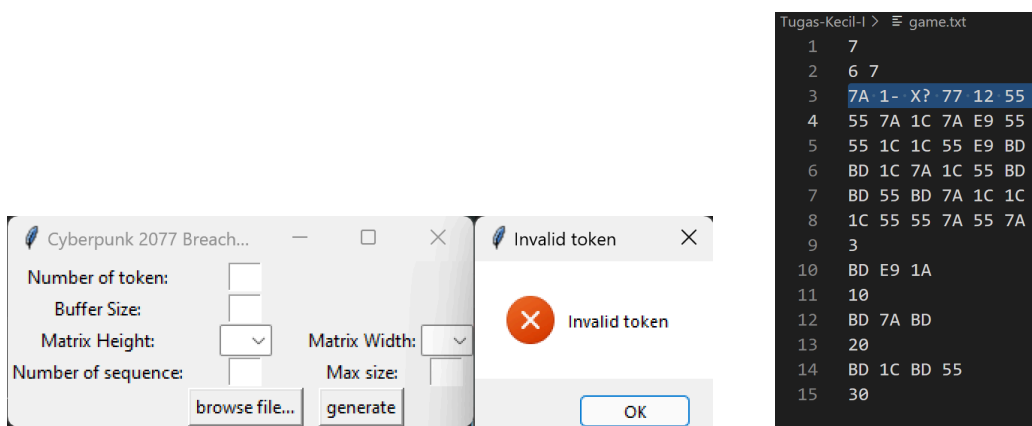 Cyberpunk 2077 Breach...
Number of token:
Buffer Size:
Matrix Height:
Matrix Width:
Number of sequence:
Max size:
browse file...
generate
Invalid token
Invalid token
OK
Tugas-Kecil-I > game.txt
1 7
2 6 7
3 7A 1- X? 77 12 55
4 55 7A 1C 7A E9 55
5 55 1C 1C 55 E9 BD
6 BD 1C 7A 1C 55 BD
7 BD 55 BD 7A 1C 1C
8 1C 55 55 7A 55 7A
9 3
10 BD E9 1A
11 10
12 BD 7A BD
13 20
14 BD 1C BD 55
15 30